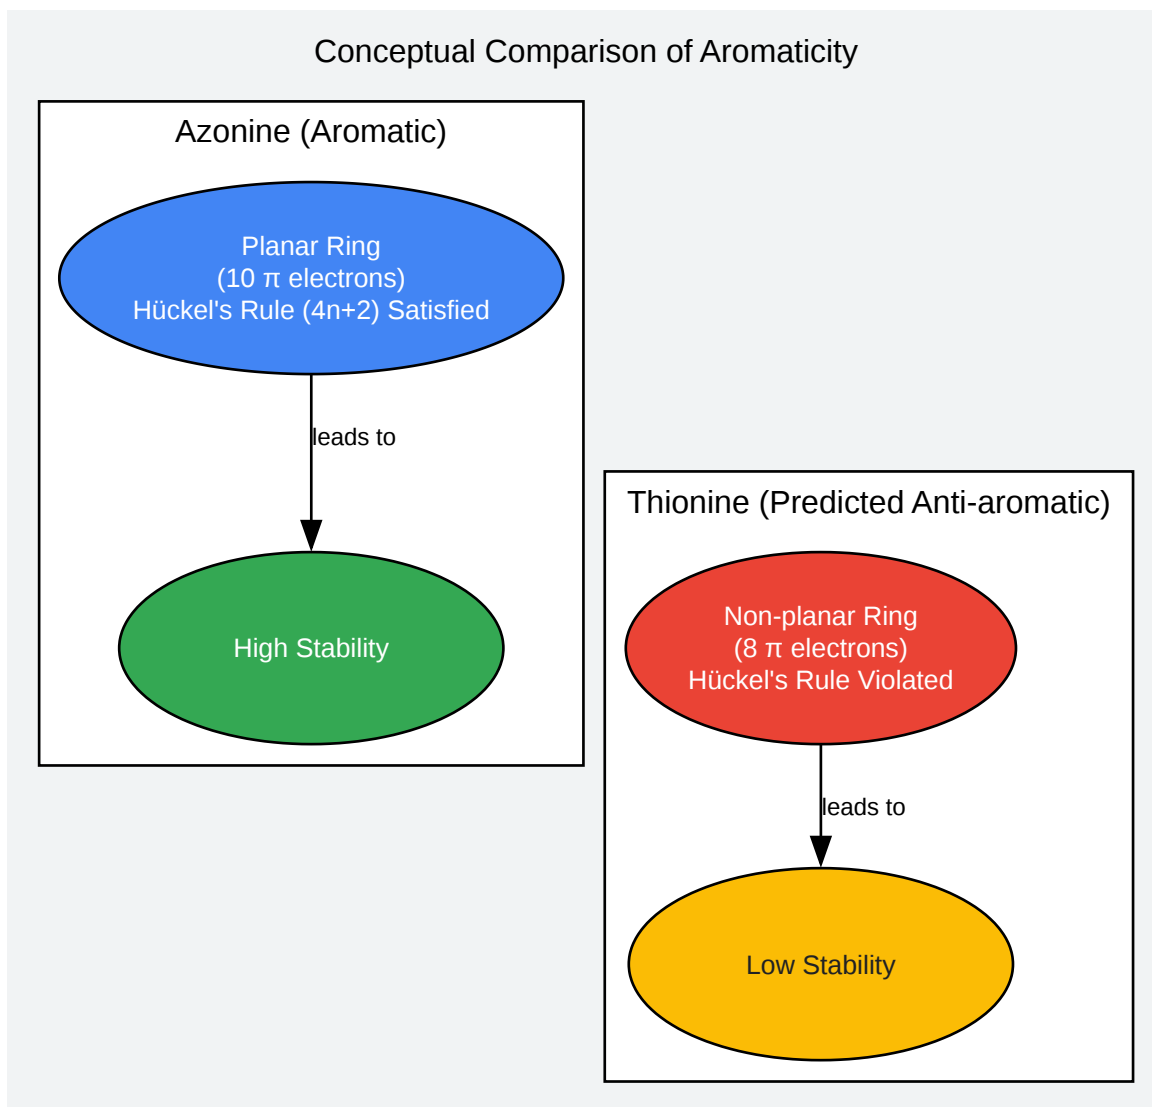 Conceptual Comparison of Aromaticity
Azonine (Aromatic)
Planar Ring
(10 π electrons)
Hückel's Rule (4n+2) Satisfied
leads to
High Stability
Thionine (Predicted Anti-aromatic)
Non-planar Ring
(8 π electrons)
Hückel's Rule Violated
leads to
Low Stability